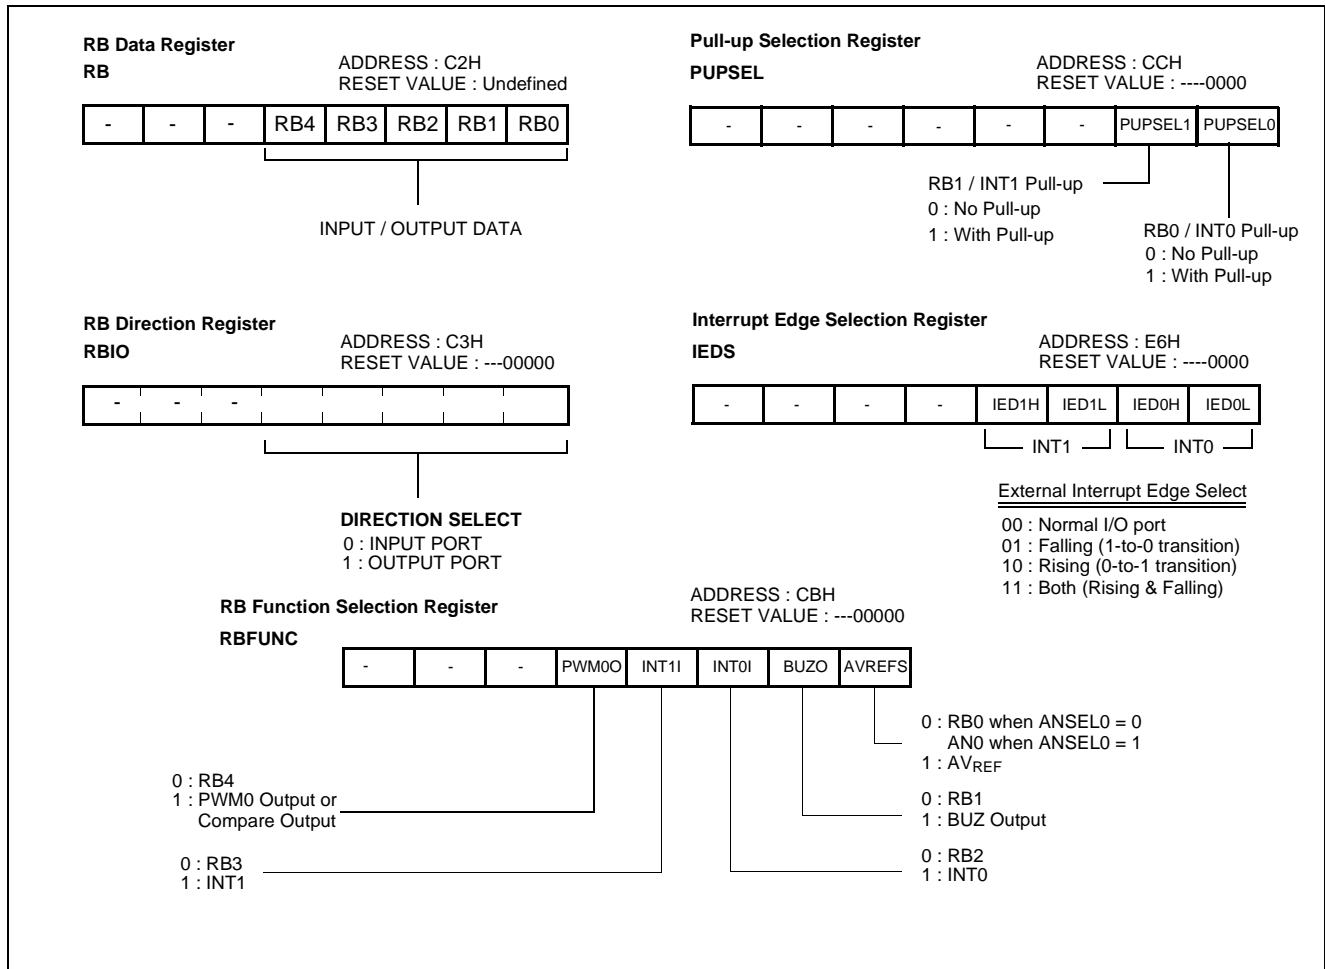 RB Data Register
RB
ADDRESS : C2H
RESET VALUE : Undefined
- - - RB4 RB3 RB2 RB1 RB0
INPUT / OUTPUT DATA
Pull-up Selection Register
PUPSEL
ADDRESS : CCH
RESET VALUE : ----0000
- - - - - - PUPSEL1 PUPSEL0
RB1 / INT1 Pull-up
0 : No Pull-up
1 : With Pull-up
RB0 / INT0 Pull-up
0 : No Pull-up
1 : With Pull-up
RB Direction Register
RBIO
ADDRESS : C3H
RESET VALUE : ---00000
- - -
DIRECTION SELECT
0 : INPUT PORT
1 : OUTPUT PORT
Interrupt Edge Selection Register
IEDS
ADDRESS : E6H
RESET VALUE : ----0000
- - - - IED1H IED1L IED0H IED0L
INT1 INT0
External Interrupt Edge Select
00 : Normal I/O port
01 : Falling (1-to-0 transition)
10 : Rising (0-to-1 transition)
11 : Both (Rising & Falling)
RB Function Selection Register
RBFUNC
ADDRESS : CBH
RESET VALUE : ---00000
- - - PWM0O INT1I INT0I BUZO AVREFS
0 : RB4
1 : PWM0 Output or
Compare Output
0 : RB3
1 : INT1
0 : RB0 when ANSEL0 = 0
AN0 when ANSEL0 = 1
1 : AVREF
0 : RB1
1 : BUZ Output
0 : RB2
1 : INT0